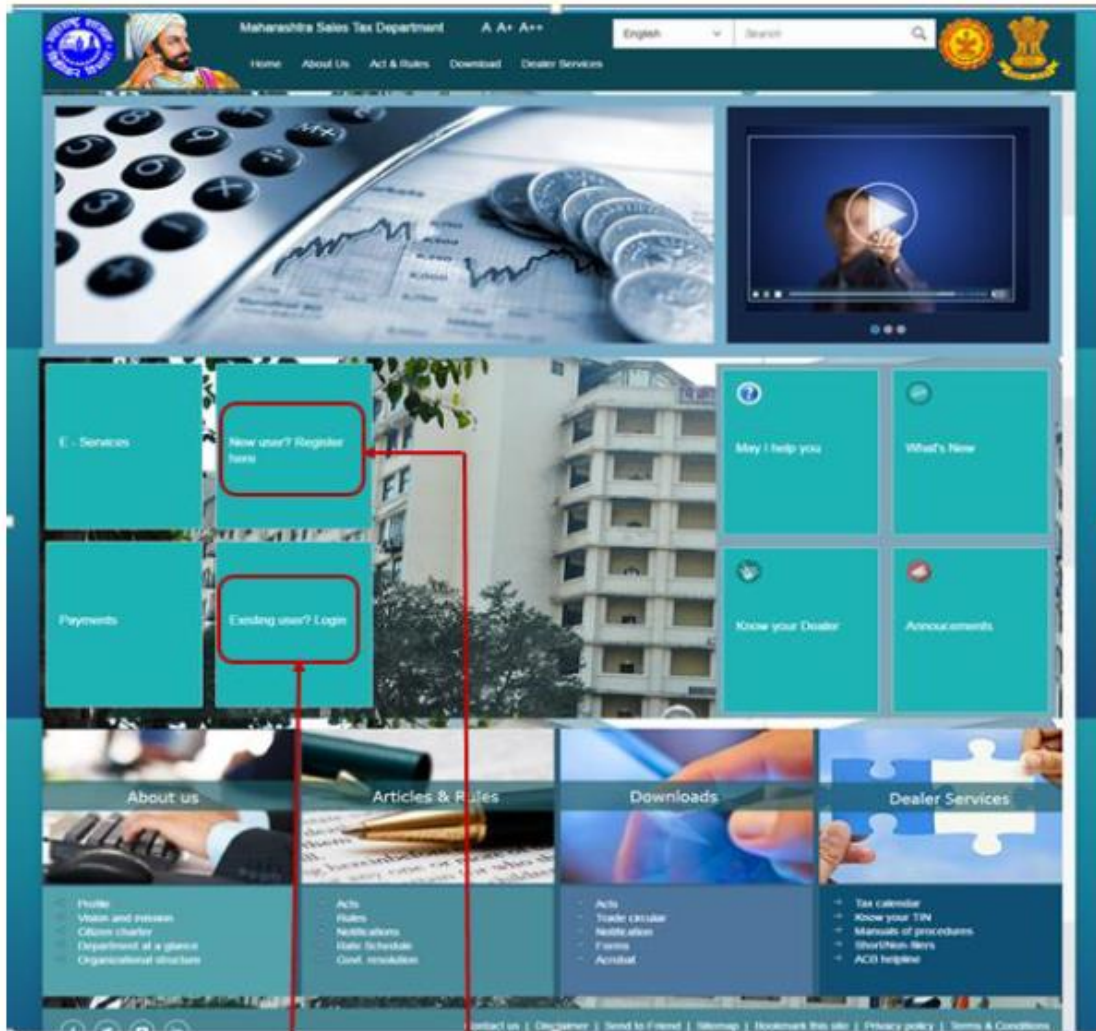 Maharashtra Sales Tax Department A A+ A++
English Search
Home About Us Act & Rules Download Dealer Services
E - Services
New user? Register
here
May I help you
What's New
Payments
Existing user? Login
Know your Dealer
Annoucements
About us
Articles & Rules
Downloads
Dealer Services
Profile
Vision and mission
Citizen charter
Department at a glance
Organizational structure
Acts
Rules
Notifications
Rate Schedule
Govt. resolution
Acts
Trade circular
Notification
Forms
Acrobat
Tax calendar
Know your TIN
Manuals of procedures
Short/Non-filers
ACB helpline
Contact us | Disclaimer | Send to Friend | Sitemap | Bookmark this site | Privacy policy | Terms & Conditions